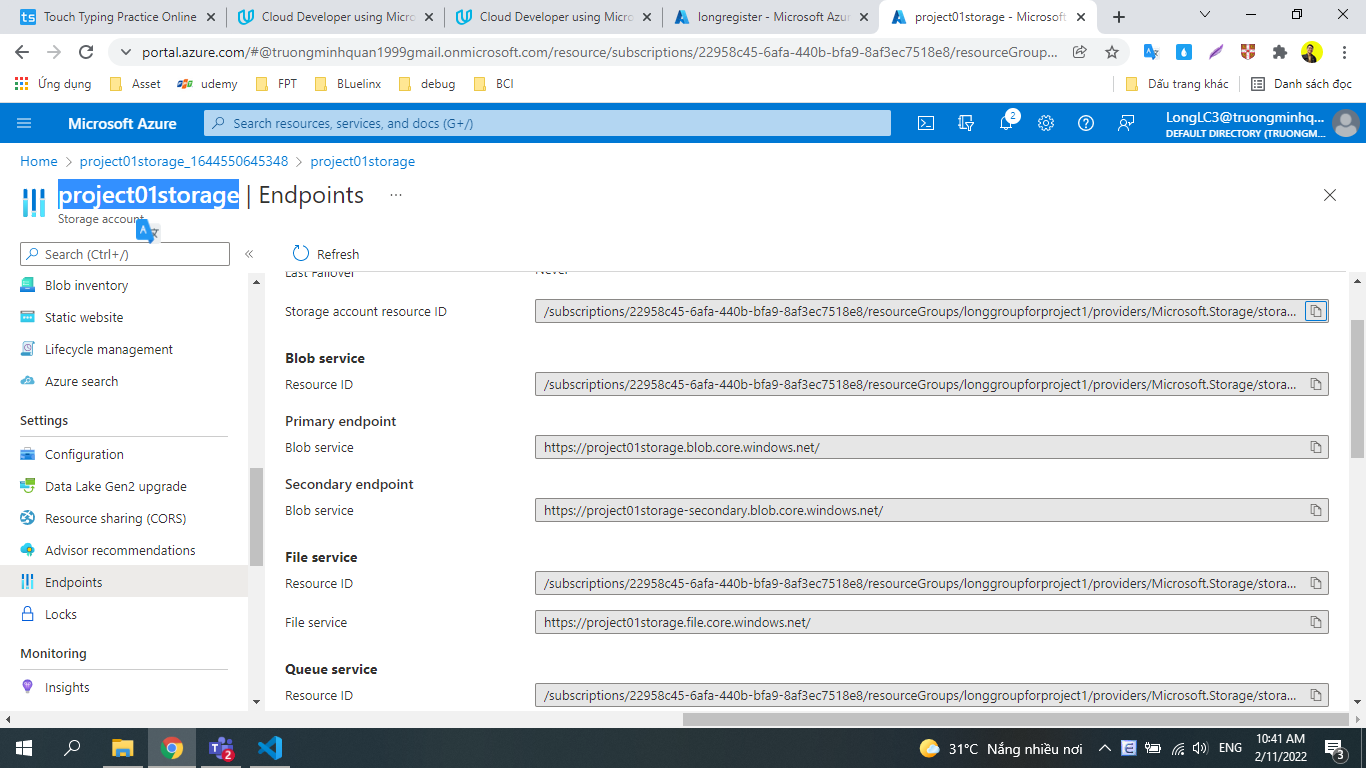 Touch Typing Practice Online
Cloud Developer using Micro
Cloud Developer using Micro
longregister - Microsoft Azur
project01storage - Microsoft
portal.azure.com/#@truongminhquan1999gmail.onmicrosoft.com/resource/subscriptions/22958c45-6afa-440b-bfa9-8af3ec7518e8/resourceGroup...
Ứng dụng
Asset
udemy
FPT
BLuelinx
debug
BCI
Dấu trang khác
Danh sách đọc
Microsoft Azure
Search resources, services, and docs (G+/)
2
LongLC3@truongminhq...
DEFAULT DIRECTORY (TRUONGM...
Home > project01storage_1644550645348 > project01storage
project01storage | Endpoints ...
Storage account
Search (Ctrl+/)
«
Refresh
Blob inventory
Static website
Lifecycle management
Azure search
Settings
Configuration
Data Lake Gen2 upgrade
Resource sharing (CORS)
Advisor recommendations
Endpoints
Locks
Monitoring
Insights
Last Failover
Never
Storage account resource ID
/subscriptions/22958c45-6afa-440b-bfa9-8af3ec7518e8/resourceGroups/longgroupforproject1/providers/Microsoft.Storage/stora...
Blob service
Resource ID
/subscriptions/22958c45-6afa-440b-bfa9-8af3ec7518e8/resourceGroups/longgroupforproject1/providers/Microsoft.Storage/stora...
Primary endpoint
Blob service
https://project01storage.blob.core.windows.net/
Secondary endpoint
Blob service
https://project01storage-secondary.blob.core.windows.net/
File service
Resource ID
/subscriptions/22958c45-6afa-440b-bfa9-8af3ec7518e8/resourceGroups/longgroupforproject1/providers/Microsoft.Storage/stora...
File service
https://project01storage.file.core.windows.net/
Queue service
Resource ID
/subscriptions/22958c45-6afa-440b-bfa9-8af3ec7518e8/resourceGroups/longgroupforproject1/providers/Microsoft.Storage/stora...
2
31°C Nắng nhiều nơi
ENG
10:41 AM
2/11/2022
3